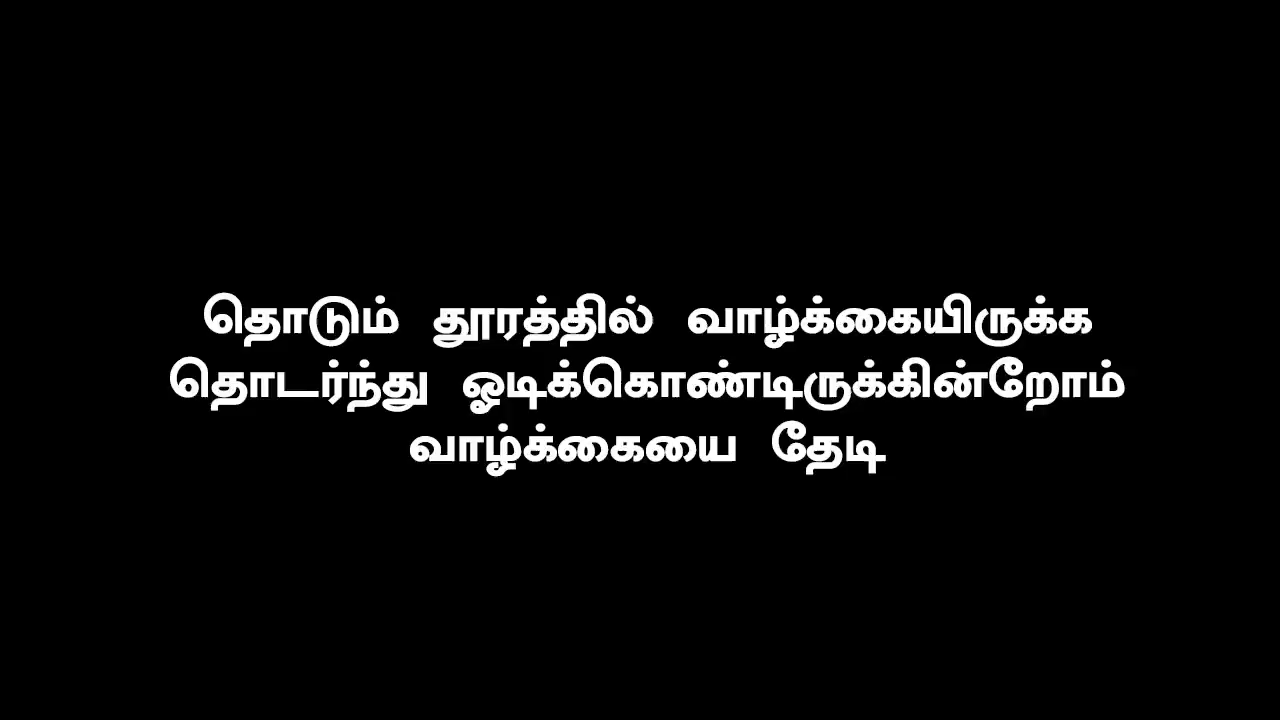 தொடும் தூரத்தில் வாழ்க்கையிருக்க
தொடர்ந்து ஓடிக்கொண்டிருக்கின்றோம்
வாழ்க்கையை தேடி